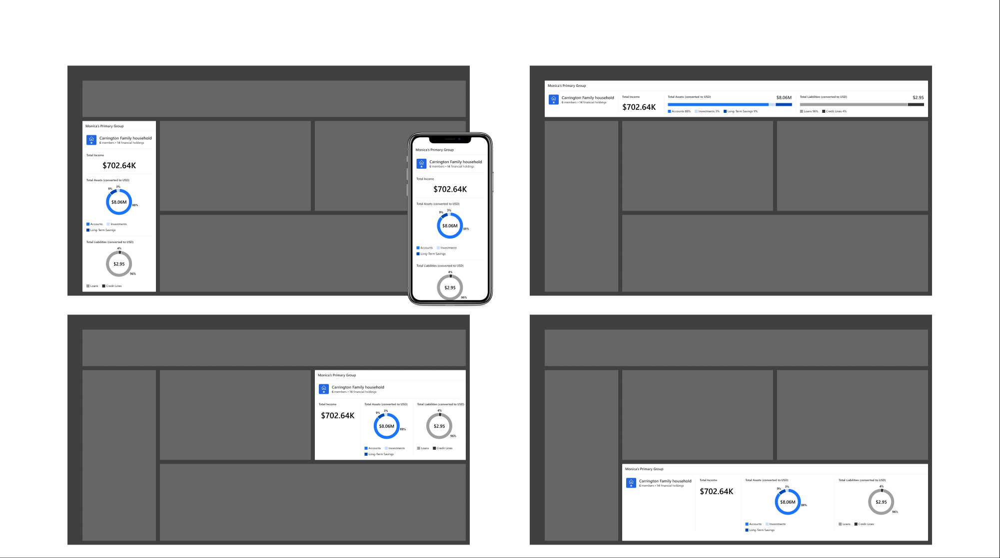 Monica's Primary Group
Carrington Family household
6 members • 14 financial holdings
Total Income
$702.64K
Total Assets (converted to USD)
3%
9%
$8.06M
88%
Accounts Investments
Long-Term Savings
Total Liabilities (converted to USD)
4%
$2.95
96%
Loans Credit Lines
Monica's Primary Group
Carrington Family household
6 members • 14 financial holdings
Total Income
$702.64K
Total Assets (converted to USD)
3%
9%
$8.06M
88%
Accounts Investments
Long-Term Savings
Total Liabilities (converted to USD)
4%
$2.95
96%
Monica's Primary Group
Carrington Family household
6 members • 14 financial holdings
Total Income
$702.64K
Total Assets (converted to USD) $8.06M
Accounts 88% Investments 3% Long-Term Savings 9%
Total Liabilities (converted to USD) $2.95
Loans 96% Credit Lines 4%
Monica's Primary Group
Carrington Family household
6 members • 14 financial holdings
Total Income
$702.64K
Total Assets (converted to USD)
3%
9%
$8.06M
88%
Accounts Investments
Long-Term Savings
Total Liabilities (converted to USD)
4%
$2.95
96%
Loans Credit Lines
Monica's Primary Group
Carrington Family household
6 members • 14 financial holdings
Total Income
$702.64K
Total Assets (converted to USD)
3%
9%
$8.06M
88%
Accounts Investments
Long-Term Savings
Total Liabilities (converted to USD)
4%
$2.95
96%
Loans Credit Lines